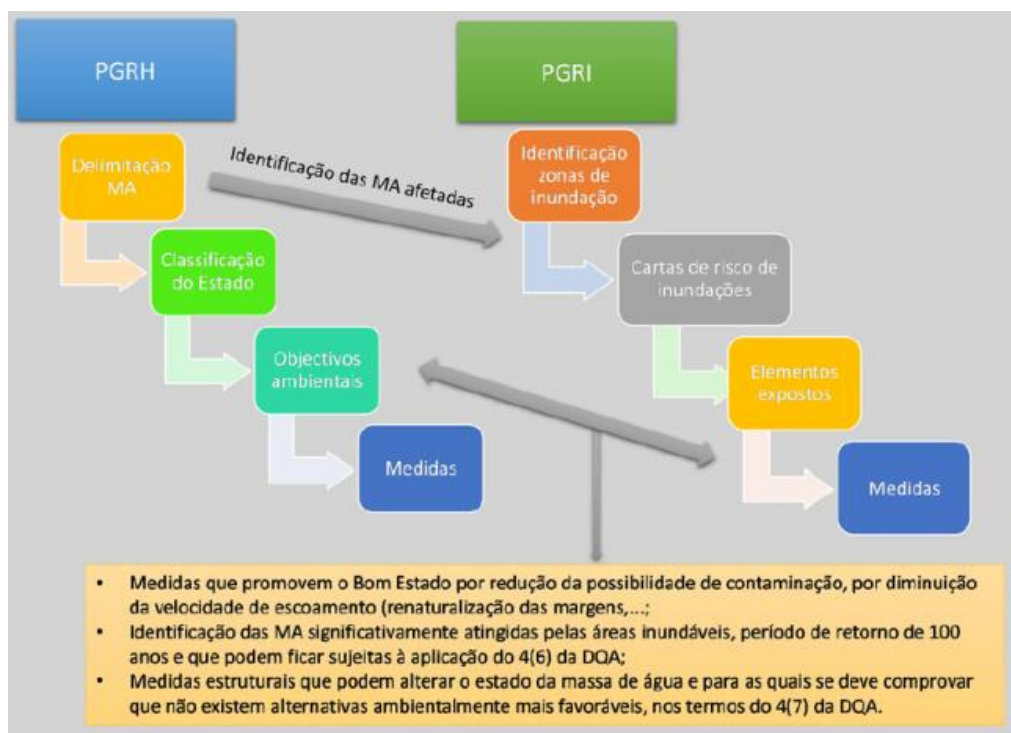 PGRH
PGRI
Delimitação
MA
Identificação das MA afetadas
Identificação
zonas de
inundação
Classificação
do Estado
Cartas de risco de
inundações
Objectivos
ambientais
Elementos
expostos
Medidas
Medidas
• Medidas que promovem o Bom Estado por redução da possibilidade de contaminação, por diminuição
da velocidade de escoamento (renaturalização das margens,...;
• Identificação das MA significativamente atingidas pelas áreas inundáveis, período de retorno de 100
anos e que podem ficar sujeitas à aplicação do 4(6) da DQA;
• Medidas estruturais que podem alterar o estado da massa de água e para as quais se deve comprovar
que não existem alternativas ambientalmente mais favoráveis, nos termos do 4(7) da DQA.